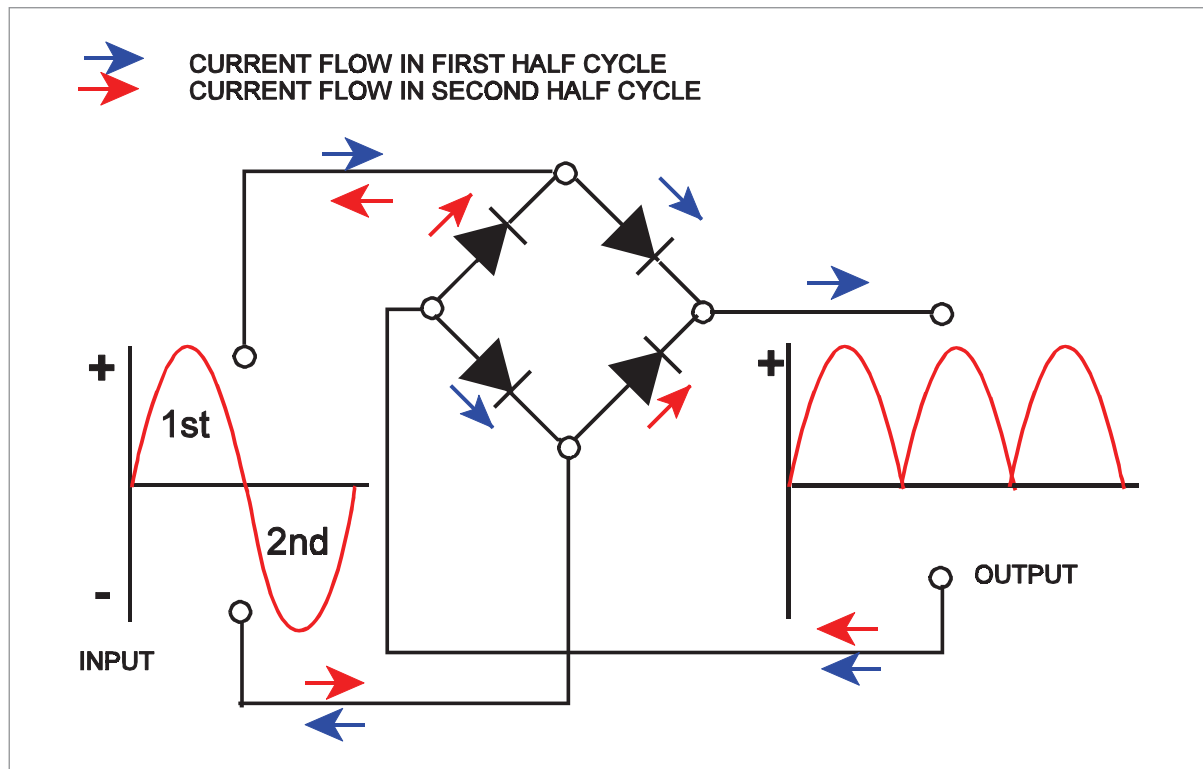 CURRENT FLOW IN FIRST HALF CYCLE
CURRENT FLOW IN SECOND HALF CYCLE
+
1st
2nd
-
INPUT
+
OUTPUT